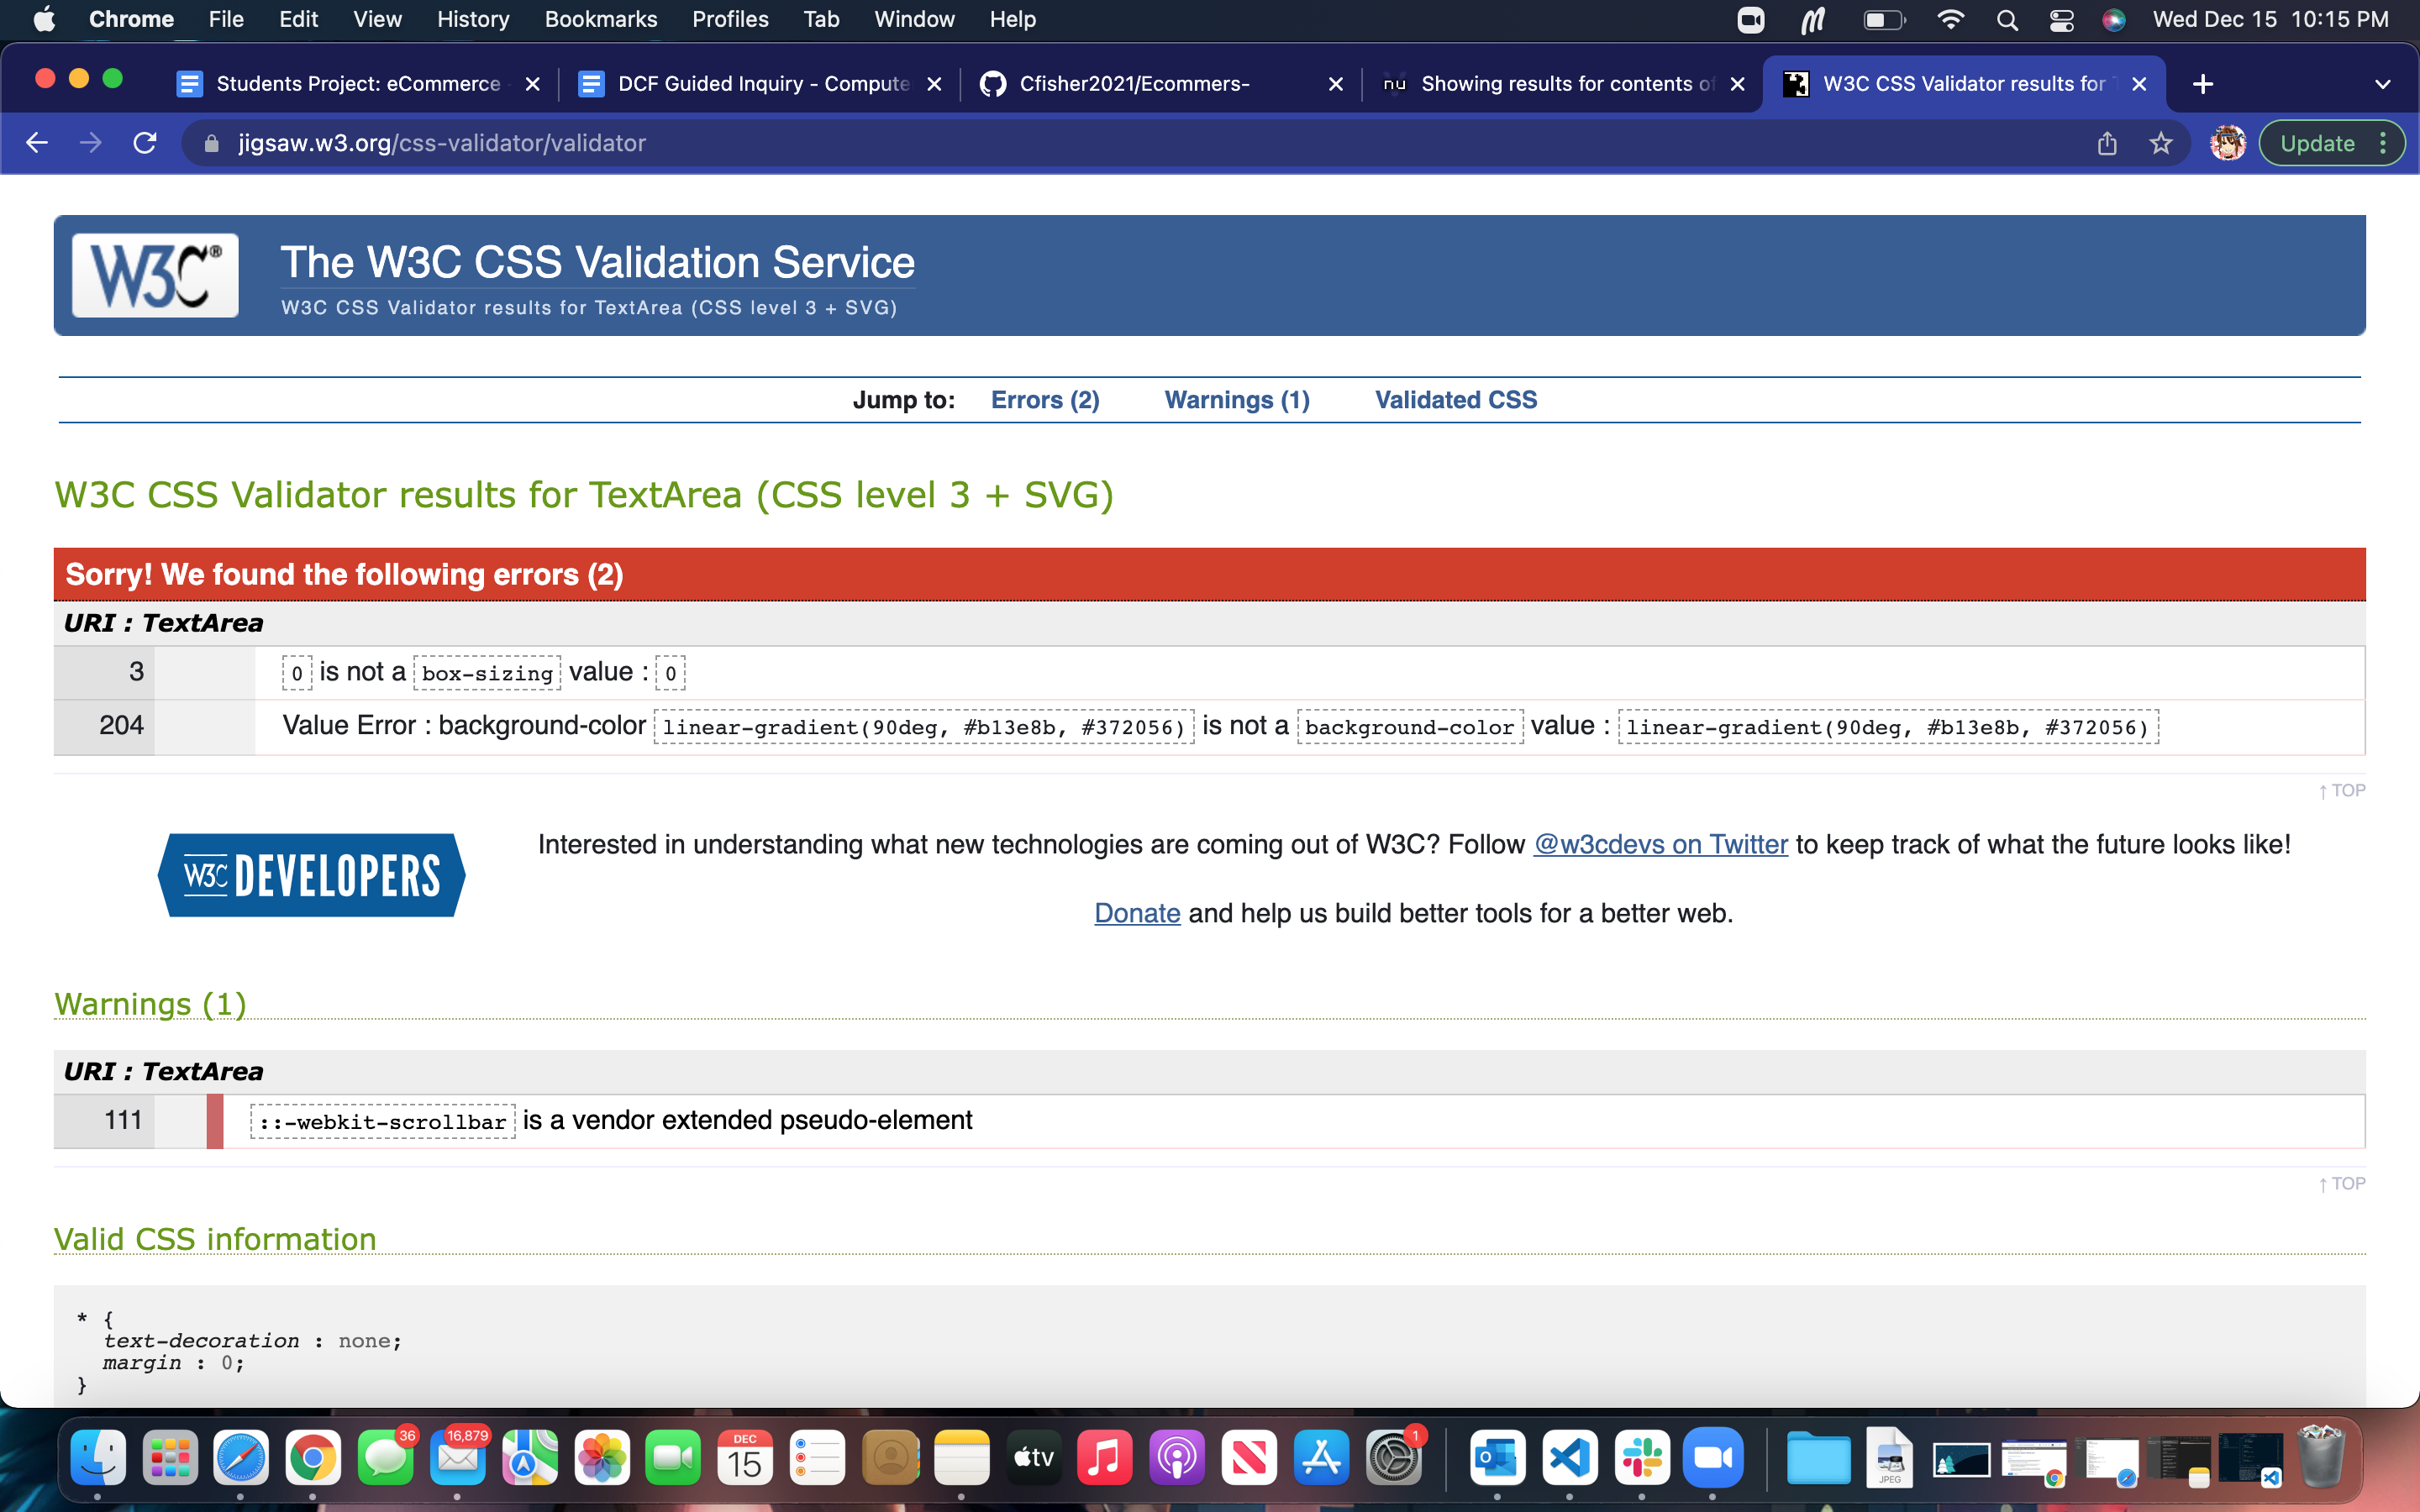 Chrome File Edit View History Bookmarks Profiles Tab Window Help Wed Dec 15 10:15 PM
Students Project: eCommerce DCF Guided Inquiry - Compute Cfisher2021/Ecommers- nu Showing results for contents of W3C CSS Validator results for
jigsaw.w3.org/css-validator/validator Update
W3C® The W3C CSS Validation Service
W3C CSS Validator results for TextArea (CSS level 3 + SVG)
Jump to: Errors (2) Warnings (1) Validated CSS
W3C CSS Validator results for TextArea (CSS level 3 + SVG)
Sorry! We found the following errors (2)
URI : TextArea
3 0 is not a box-sizing value : 0
204 Value Error : background-color linear-gradient(90deg, #b13e8b, #372056) is not a background-color value : linear-gradient(90deg, #b13e8b, #372056)
↑ TOP
W3C DEVELOPERS
Interested in understanding what new technologies are coming out of W3C? Follow @w3cdevs on Twitter to keep track of what the future looks like!
Donate and help us build better tools for a better web.
Warnings (1)
URI : TextArea
111 ::-webkit-scrollbar is a vendor extended pseudo-element
↑ TOP
Valid CSS information
* {
text-decoration : none;
margin : 0;
}
36 16,879 DEC 15 tv 1 JPEG